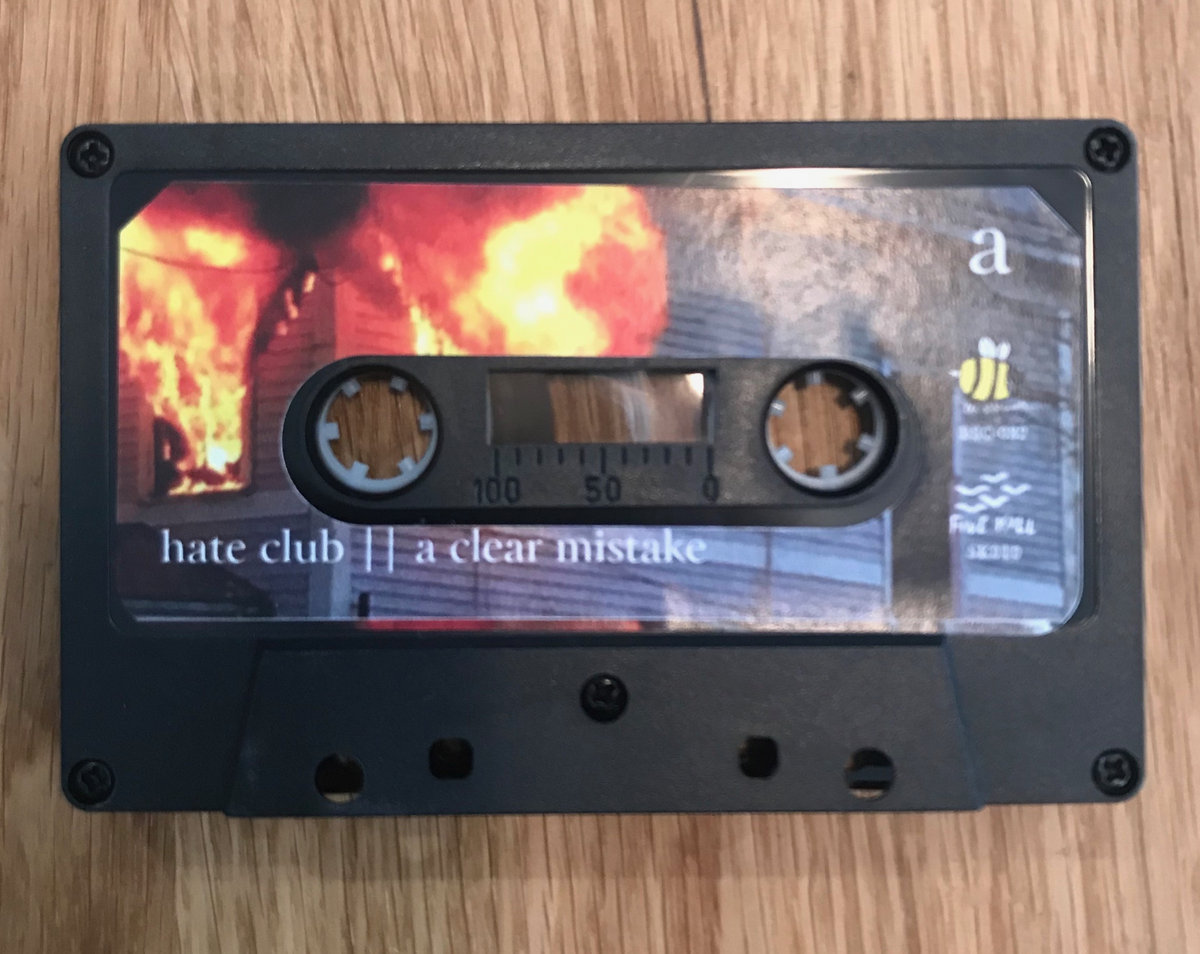 a
100 50 0
hate club || a clear mistake